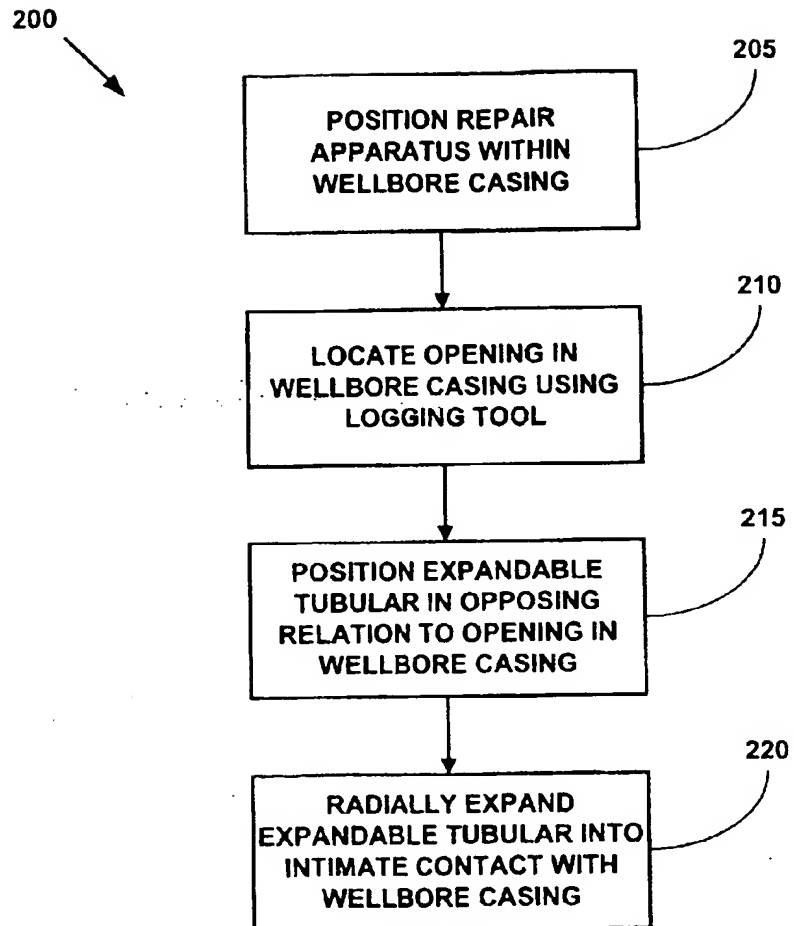 200
205
POSITION REPAIR
APPARATUS WITHIN
WELLBORE CASING
210
LOCATE OPENING IN
WELLBORE CASING USING
LOGGING TOOL
215
POSITION EXPANDABLE
TUBULAR IN OPPOSING
RELATION TO OPENING IN
WELLBORE CASING
220
RADIALLY EXPAND
EXPANDABLE TUBULAR INTO
INTIMATE CONTACT WITH
WELLBORE CASING